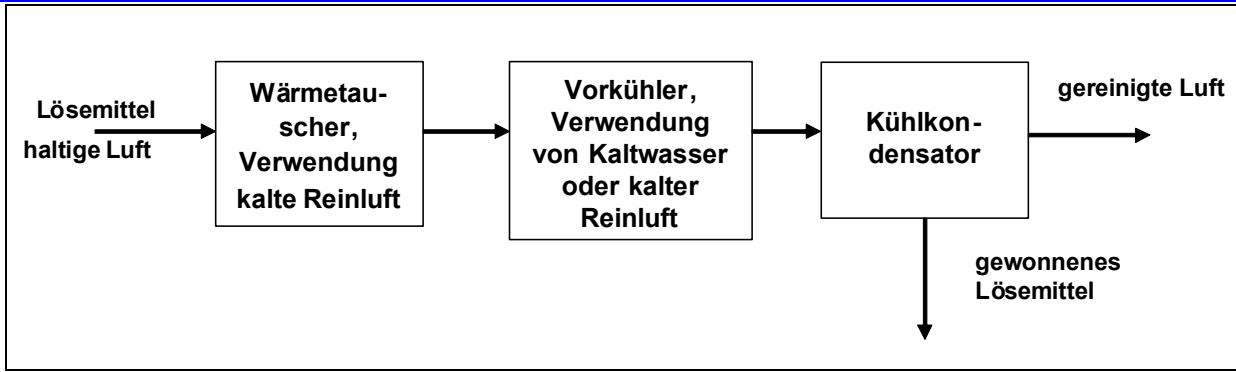 Lösemittel
haltige Luft
Wärmetau-
scher,
Verwendung
kalte Reinluft
Vorkühler,
Verwendung
von Kaltwasser
oder kalter
Reinluft
Kühlkon-
densator
gereinigte Luft
gewonnenes
Lösemittel